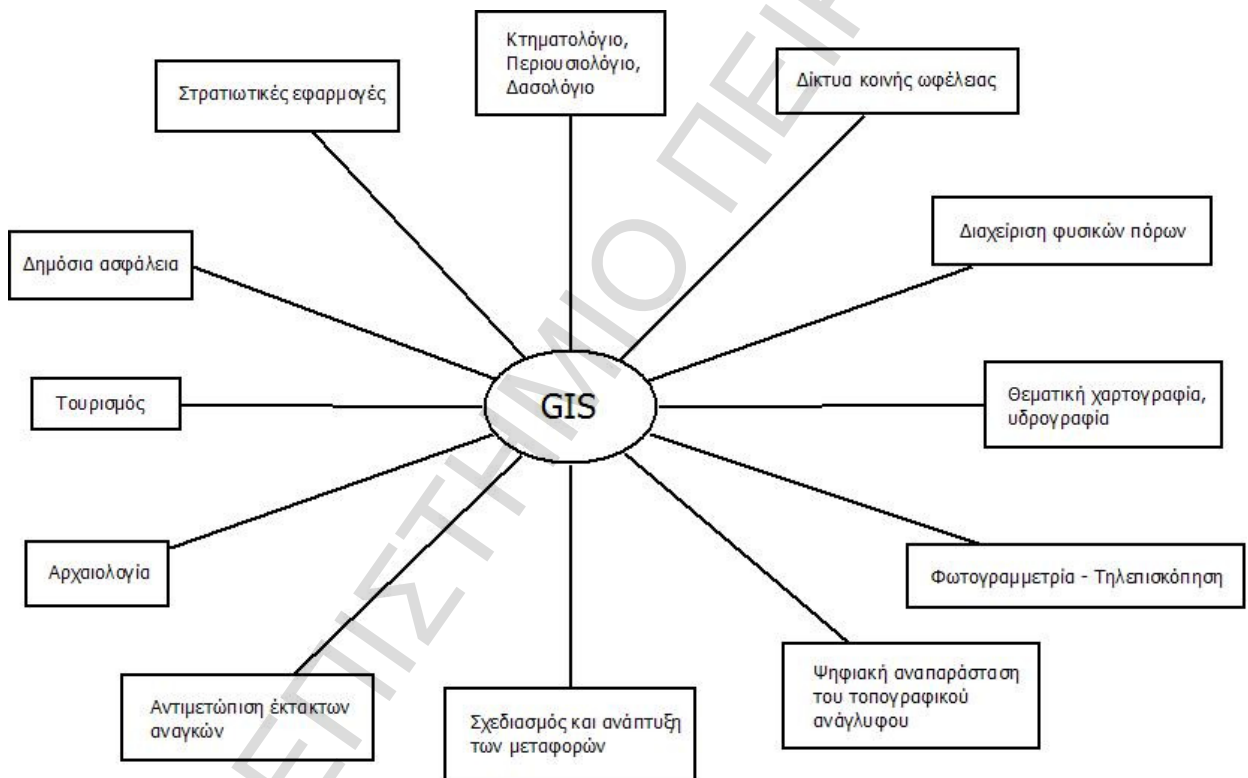 Κτηματολόγιο,
Περιουσιολόγιο,
Δασολόγιο
Στρατιωτικές εφαρμογές
Δίκτυα κοινής ωφέλειας
Διαχείριση φυσικών πόρων
Δημόσια ασφάλεια
Τουρισμός
GIS
Θεματική χαρτογραφία,
υδρογραφία
Αρχαιολογία
Φωτογραμμετρία - Τηλεπισκόπηση
Ψηφιακή αναπαράσταση
του τοπογραφικού
ανάγλυφου
Αντιμετώπιση έκτακτων
αναγκών
Σχεδιασμός και ανάπτυξη
των μεταφορών